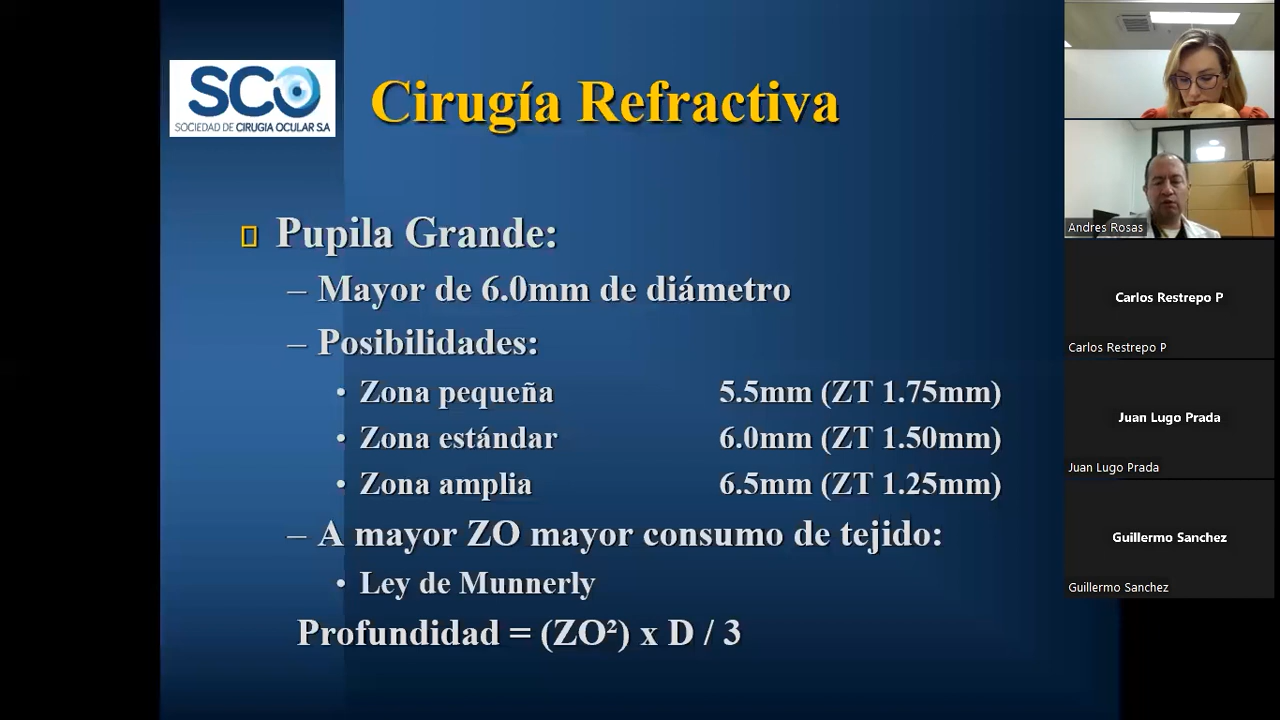 SCO
SOCIEDAD DE CIRUGIA OCULAR S.A
Cirugía Refractiva
Pupila Grande:
– Mayor de 6.0mm de diámetro
– Posibilidades:
• Zona pequeña 5.5mm (ZT 1.75mm)
• Zona estándar 6.0mm (ZT 1.50mm)
• Zona amplia 6.5mm (ZT 1.25mm)
– A mayor ZO mayor consumo de tejido:
• Ley de Munnerly
Profundidad = (ZO²) x D / 3
Andres Rosas
Carlos Restrepo P
Carlos Restrepo P
Juan Lugo Prada
Juan Lugo Prada
Guillermo Sanchez
Guillermo Sanchez